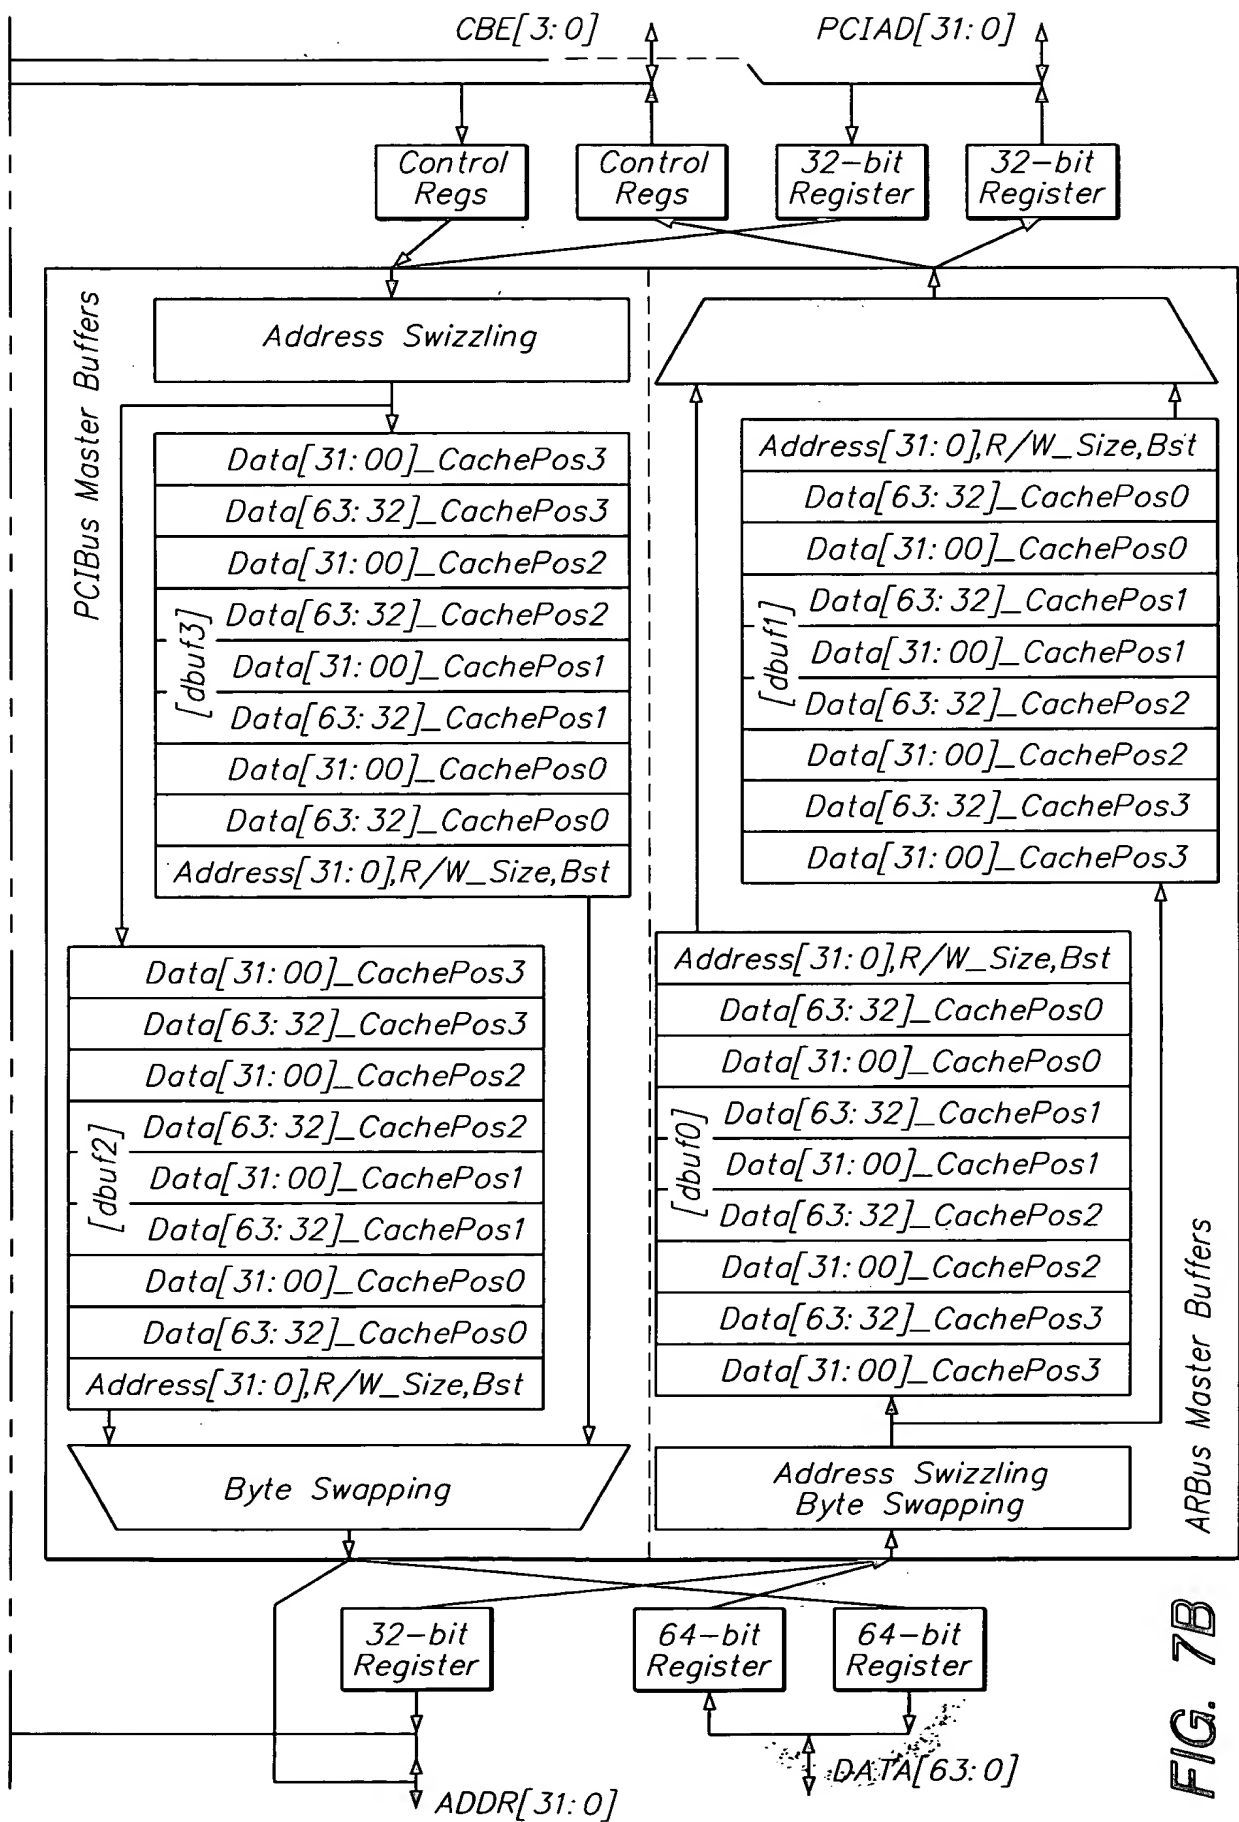 CBE[3:0]
PCIAD[31:0]
Control
Regs
Control
Regs
32-bit
Register
32-bit
Register
PCIBus Master Buffers
Address Swizzling
Data[31:00]_CachePos3
Data[63:32]_CachePos3
Data[31:00]_CachePos2
Data[63:32]_CachePos2
Data[31:00]_CachePos1
Data[63:32]_CachePos1
Data[31:00]_CachePos0
Data[63:32]_CachePos0
Address[31:0],R/W_Size,Bst
[dbuf3]
Address[31:0],R/W_Size,Bst
Data[63:32]_CachePos0
Data[31:00]_CachePos0
Data[63:32]_CachePos1
Data[31:00]_CachePos1
Data[63:32]_CachePos2
Data[31:00]_CachePos2
Data[63:32]_CachePos3
Data[31:00]_CachePos3
[dbuf1]
Data[31:00]_CachePos3
Data[63:32]_CachePos3
Data[31:00]_CachePos2
Data[63:32]_CachePos2
Data[31:00]_CachePos1
Data[63:32]_CachePos1
Data[31:00]_CachePos0
Data[63:32]_CachePos0
Address[31:0],R/W_Size,Bst
[dbuf2]
Address[31:0],R/W_Size,Bst
Data[63:32]_CachePos0
Data[31:00]_CachePos0
Data[63:32]_CachePos1
Data[31:00]_CachePos1
Data[63:32]_CachePos2
Data[31:00]_CachePos2
Data[63:32]_CachePos3
Data[31:00]_CachePos3
[dbuf0]
Byte Swapping
Address Swizzling
Byte Swapping
ARBus Master Buffers
32-bit
Register
64-bit
Register
64-bit
Register
ADDR[31:0]
DATA[63:0]
FIG. 7B